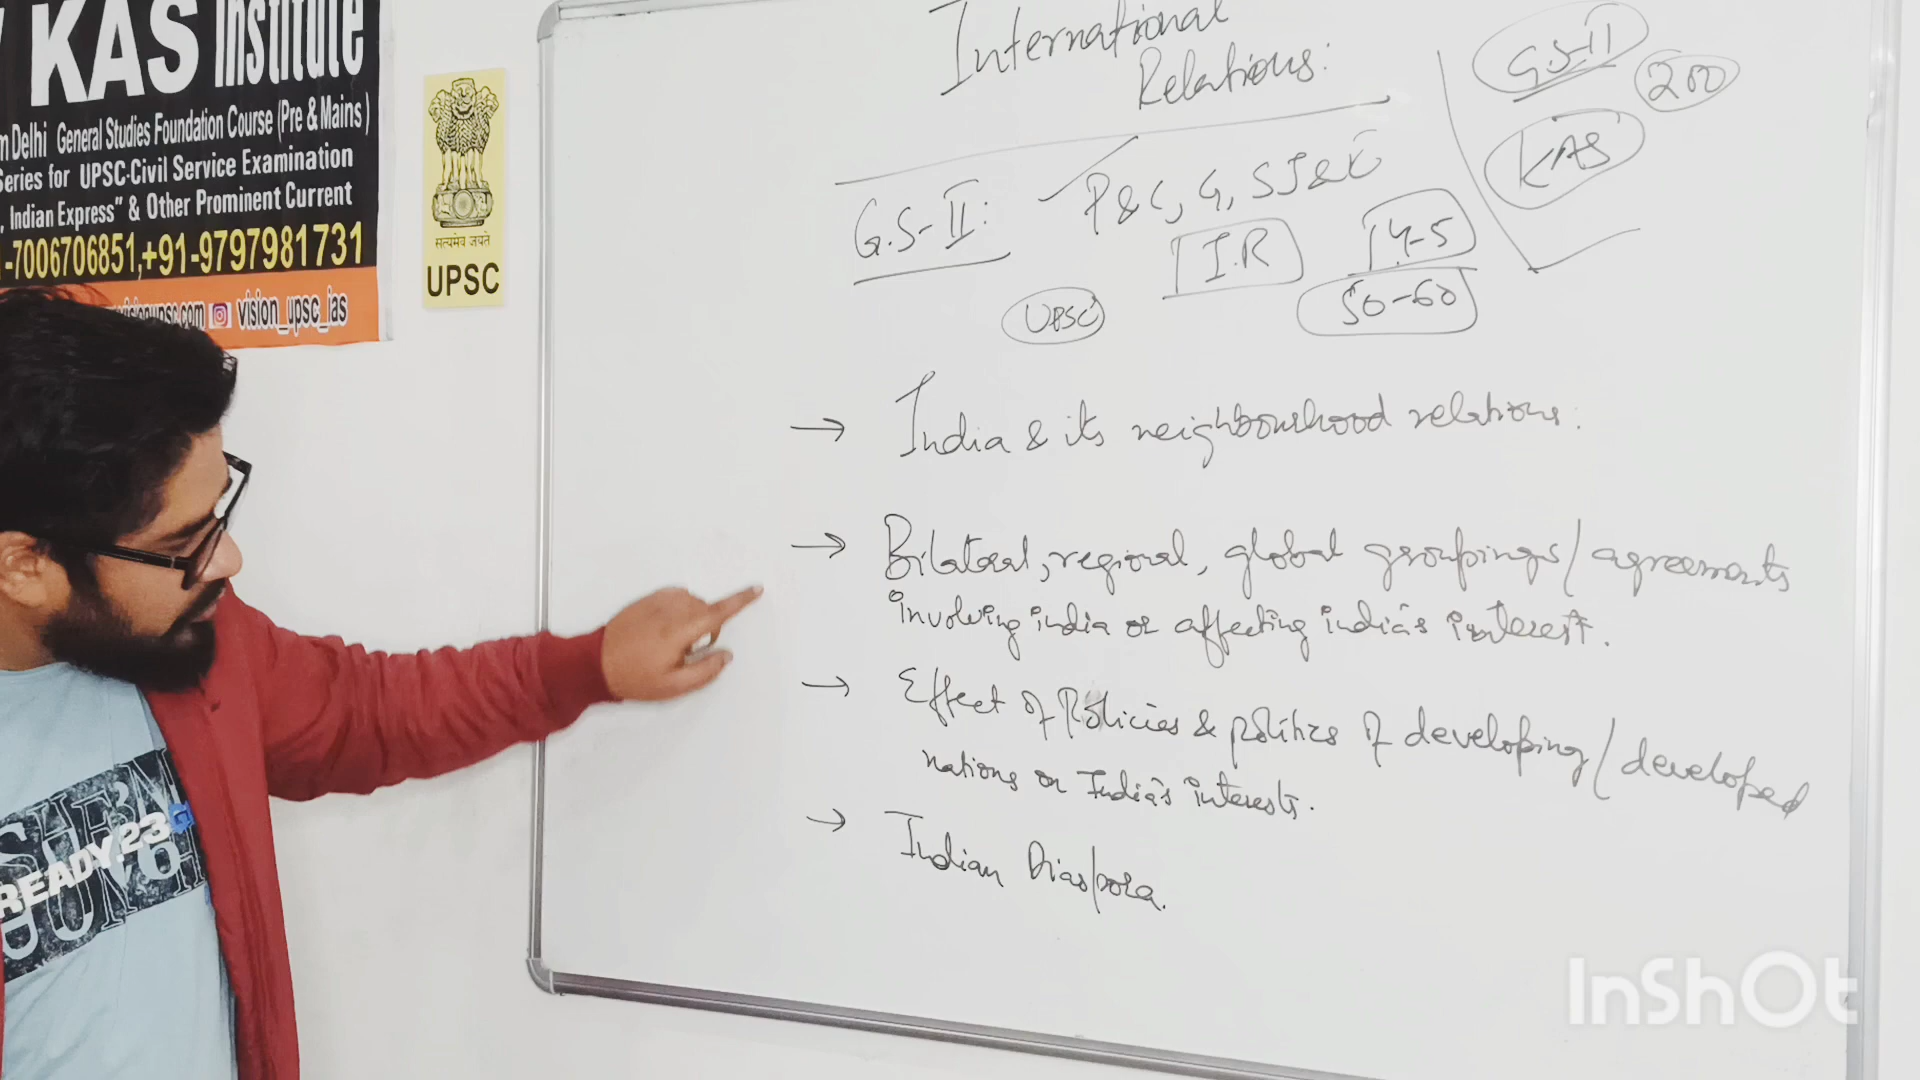 KAS Institute
Delhi General Studies Foundation Course (Pre & Mains)
Series for UPSC-Civil Service Examination
Indian Express" & Other Prominent Current
-7006706851,+91-9797981731
vision_upsc_ias
सत्यमेव जयते
UPSC
International
Relations:
G.S-II
200
KAS
G.S-II: P&C, G, SJ&
I.R
14-5
50-60
UPSC
→ India & its neighbourhood relations:
→ Bilateral, regional, global groupings/agreements
involving india or affecting india's interest.
→ Effect of Policies & politics of developing/developed
nations on India's interests.
→ Indian Diaspora.
READY.23
InShOt